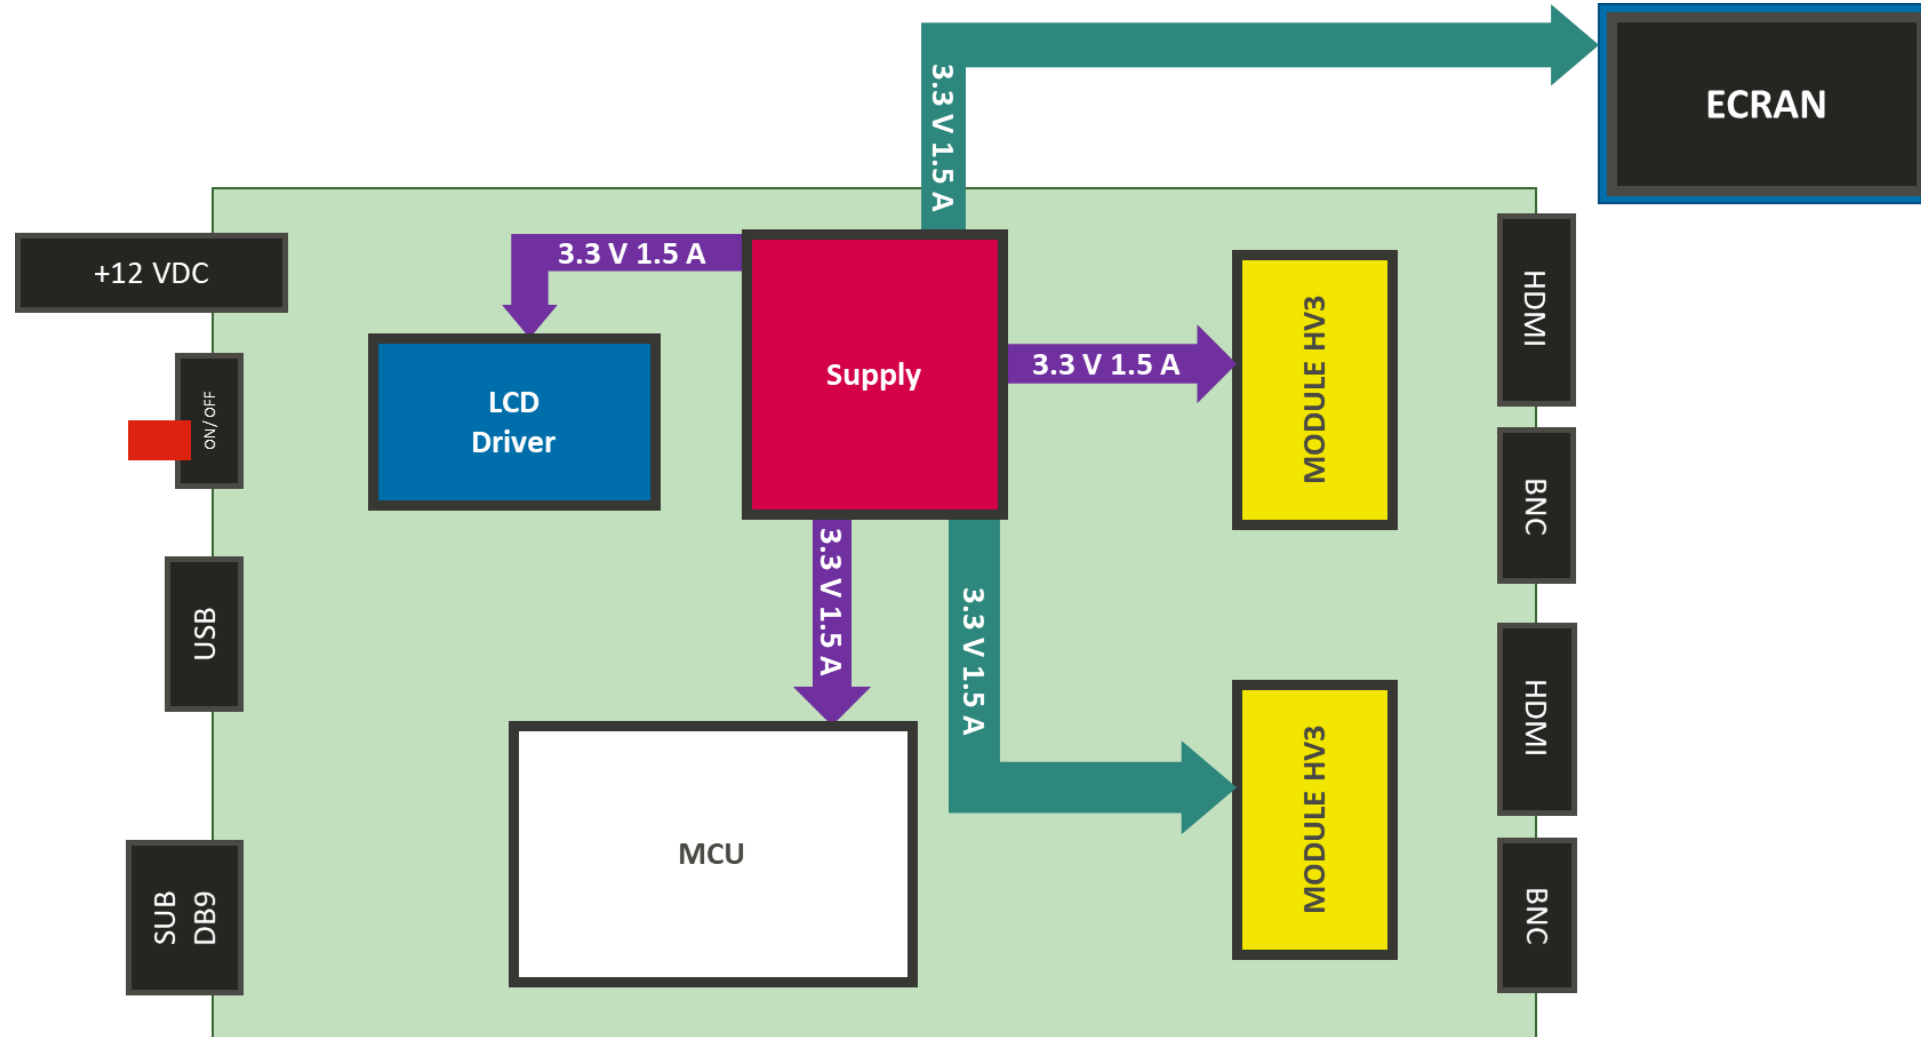 3.3 V 1.5 A
ECRAN
+12 VDC
3.3 V 1.5 A
ON/ OFF
LCD
Driver
Supply
3.3 V 1.5 A
MODULE HV3
HDMI
BNC
USB
3.3 V 1.5 A
3.3 V 1.5 A
MCU
MODULE HV3
HDMI
BNC
SUB
DB9